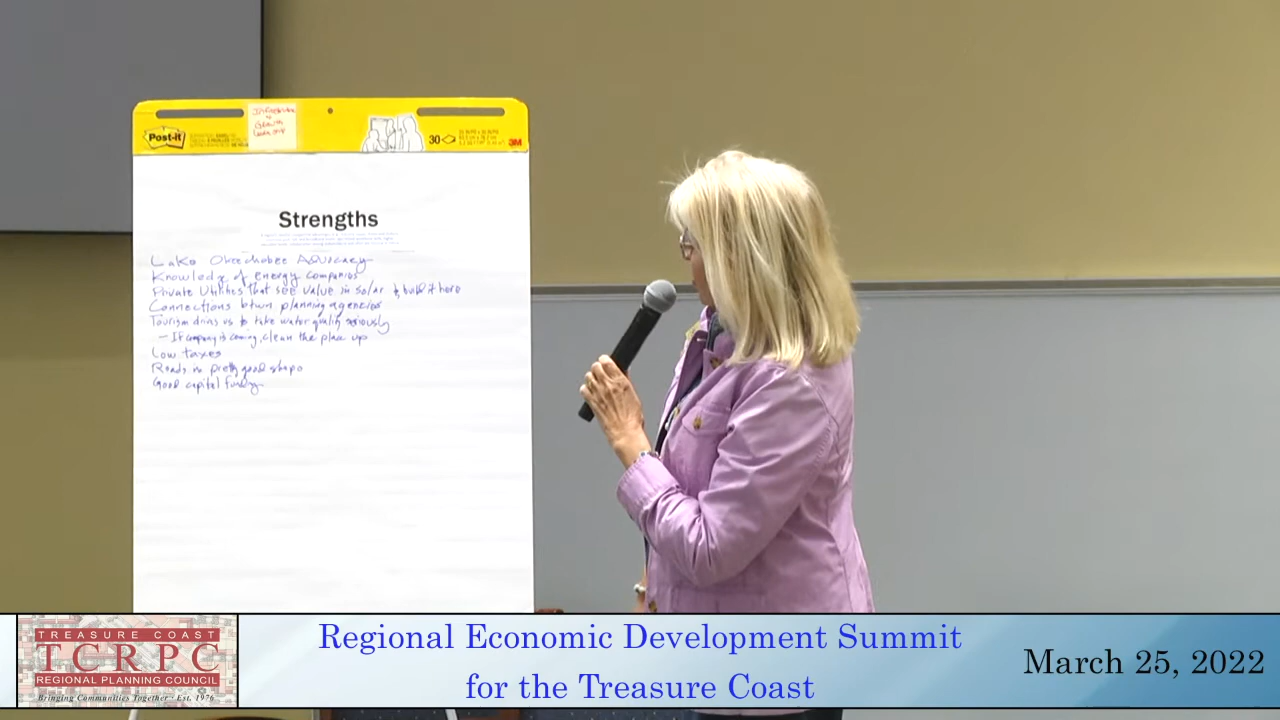 Post-it
Infrastructure
&
Growth
Leadership
30
3M
Strengths
Lake Okeechobee Advocacy
Knowledge of energy companies
Private Utilities that see value in solar & build it here
Connections btwn planning agencies
Tourism drives us to take water quality seriously
- If company is coming, clean the place up
Low taxes
Roads in pretty good shape
Good capital funding
TREASURE COAST
TCRPC
REGIONAL PLANNING COUNCIL
Bringing Communities Together · Est. 1976
Regional Economic Development Summit
for the Treasure Coast
March 25, 2022